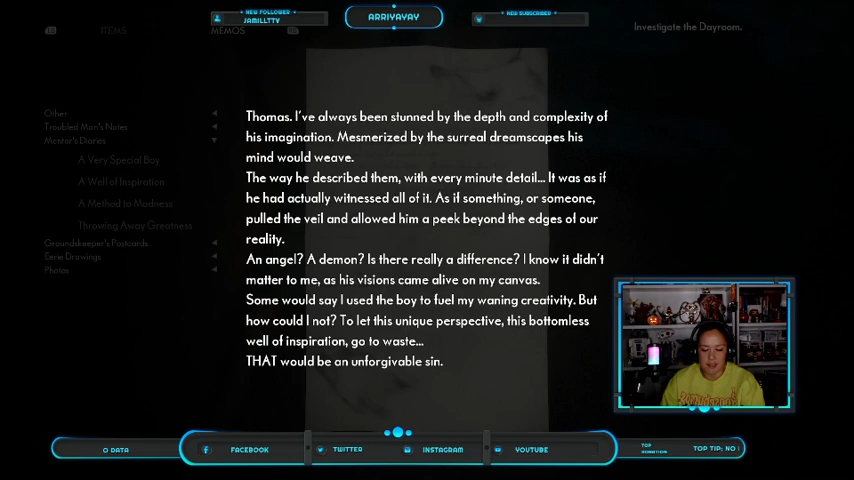 NEW FOLLOWER
JAMILLTTV
ARRIYAYAY
NEW SUBSCRIBER
Investigate the Dayroom.
LB
ITEMS
MEMOS
Other
Troubled Man's Notes
Mentor's Diaries
A Very Special Boy
A Well of Inspiration
A Method to Madness
Throwing Away Greatness
Groundskeeper's Postcards
Eerie Drawings
Photos
Thomas. I've always been stunned by the depth and complexity of
his imagination. Mesmerized by the surreal dreamscapes his
mind would weave.
The way he described them, with every minute detail... It was as if
he had actually witnessed all of it. As if something, or someone,
pulled the veil and allowed him a peek beyond the edges of our
reality.
An angel? A demon? Is there really a difference? I know it didn't
matter to me, as his visions came alive on my canvas.
Some would say I used the boy to fuel my waning creativity. But
how could I not? To let this unique perspective, this bottomless
well of inspiration, go to waste...
THAT would be an unforgivable sin.
0 DATA
FACEBOOK
TWITTER
INSTAGRAM
YOUTUBE
TOP
DONATION
TOP TIP: NO